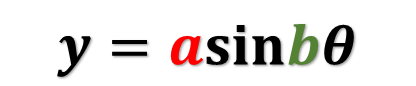 y = asinbθ